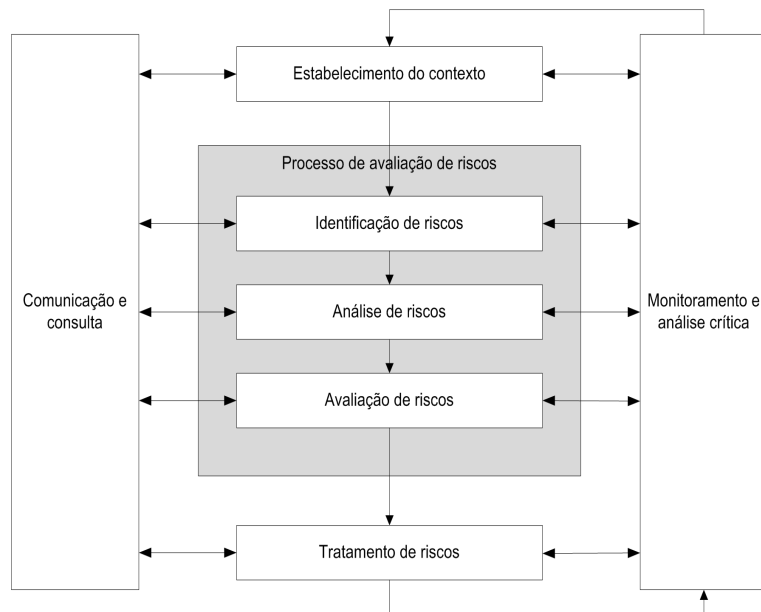 Estabelecimento do contexto
Processo de avaliação de riscos
Identificação de riscos
Comunicação e
consulta
Análise de riscos
Monitoramento e
análise crítica
Avaliação de riscos
Tratamento de riscos